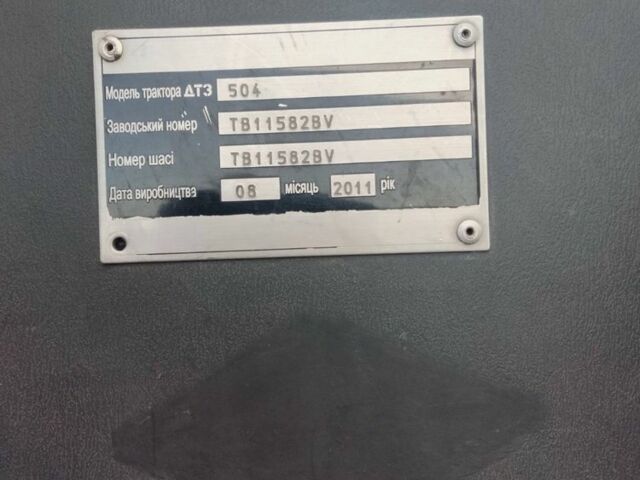 Модель трактора ДТЗ 504
Заводський номер TB11582BV
Номер шасі TB11582BV
Дата виробництва 08 місяць 2011 рік